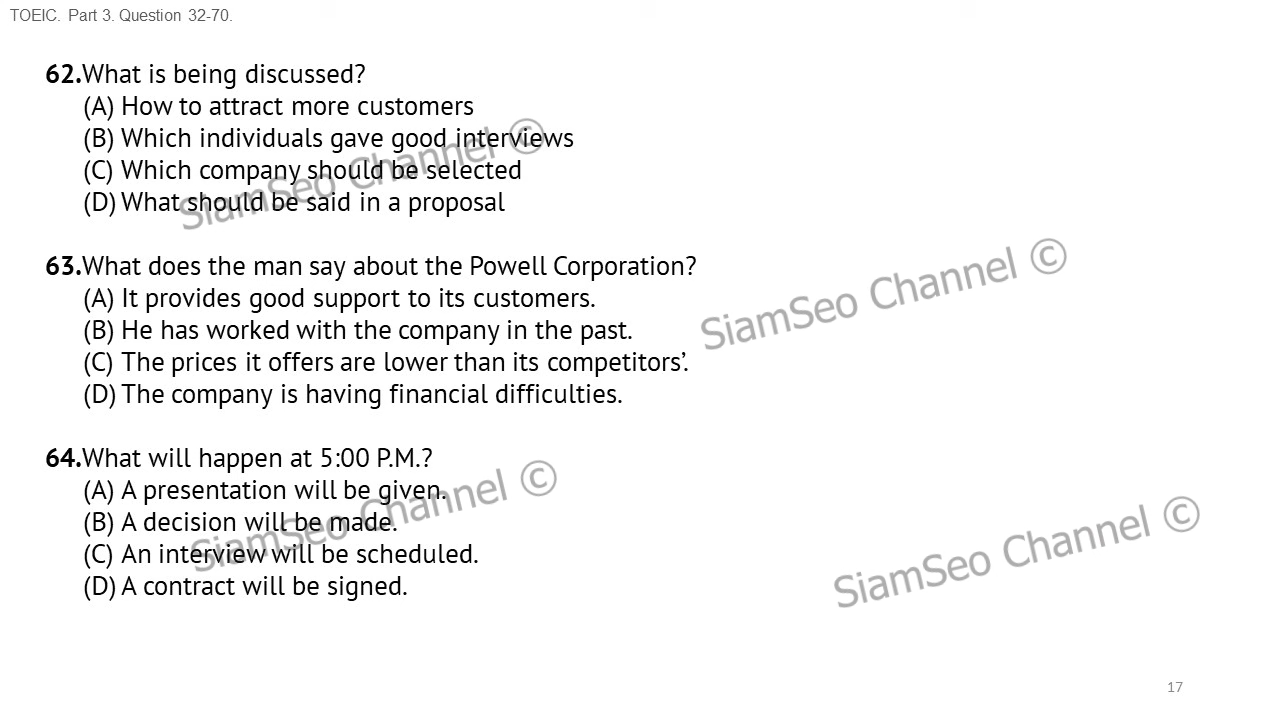 TOEIC. Part 3. Question 32-70.
62.What is being discussed?
(A) How to attract more customers
(B) Which individuals gave good interviews
(C) Which company should be selected
(D) What should be said in a proposal
SiamSeo Channel ©
63.What does the man say about the Powell Corporation?
(A) It provides good support to its customers.
(B) He has worked with the company in the past.
(C) The prices it offers are lower than its competitors’.
(D) The company is having financial difficulties.
SiamSeo Channel ©
64.What will happen at 5:00 P.M.?
(A) A presentation will be given.
(B) A decision will be made.
(C) An interview will be scheduled.
(D) A contract will be signed.
SiamSeo Channel ©
SiamSeo Channel ©
17